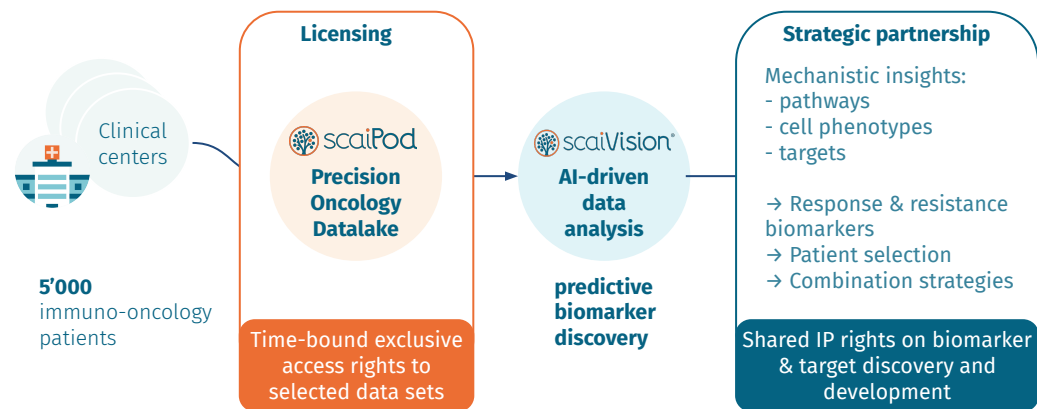 Clinical
centers
5’000
immuno-oncology
patients
Licensing
scaiPod
Precision
Oncology
Datalake
Time-bound exclusive
access rights to
selected data sets
scaiVision®
AI-driven
data
analysis
predictive
biomarker
discovery
Strategic partnership
Mechanistic insights:
- pathways
- cell phenotypes
- targets
→ Response & resistance
biomarkers
→ Patient selection
→ Combination strategies
Shared IP rights on biomarker
& target discovery and
development